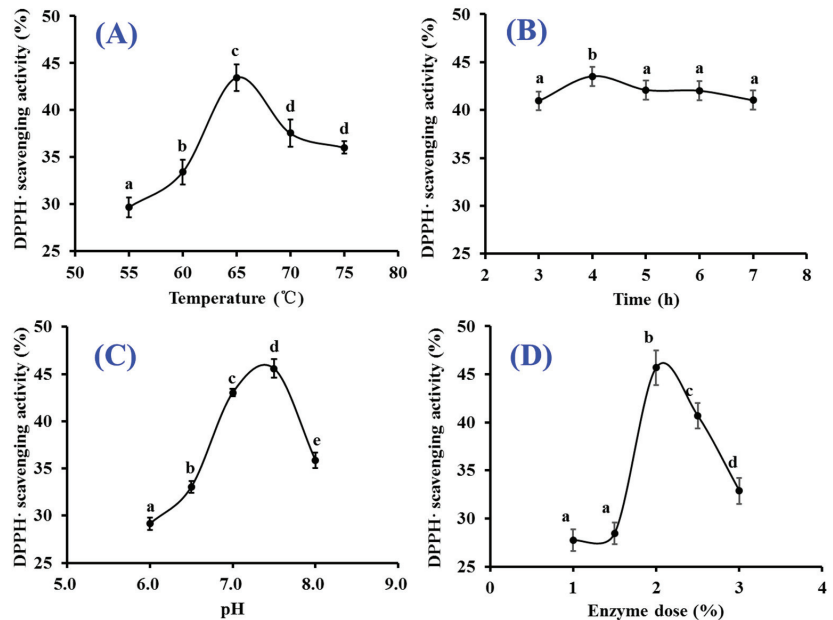 (A)
DPPH· scavenging activity (%)
50
45
40
35
30
25
a
b
c
d
d
50 55 60 65 70 75 80
Temperature (℃)
(B)
DPPH· scavenging activity (%)
50
45
40
35
30
25
a
b
a
a
a
2 3 4 5 6 7 8
Time (h)
(C)
DPPH· scavenging activity (%)
50
45
40
35
30
25
a
b
c
d
e
5.0 6.0 7.0 8.0 9.0
pH
(D)
DPPH· scavenging activity (%)
50
45
40
35
30
25
a
a
b
c
d
0 1 2 3 4
Enzyme dose (%)